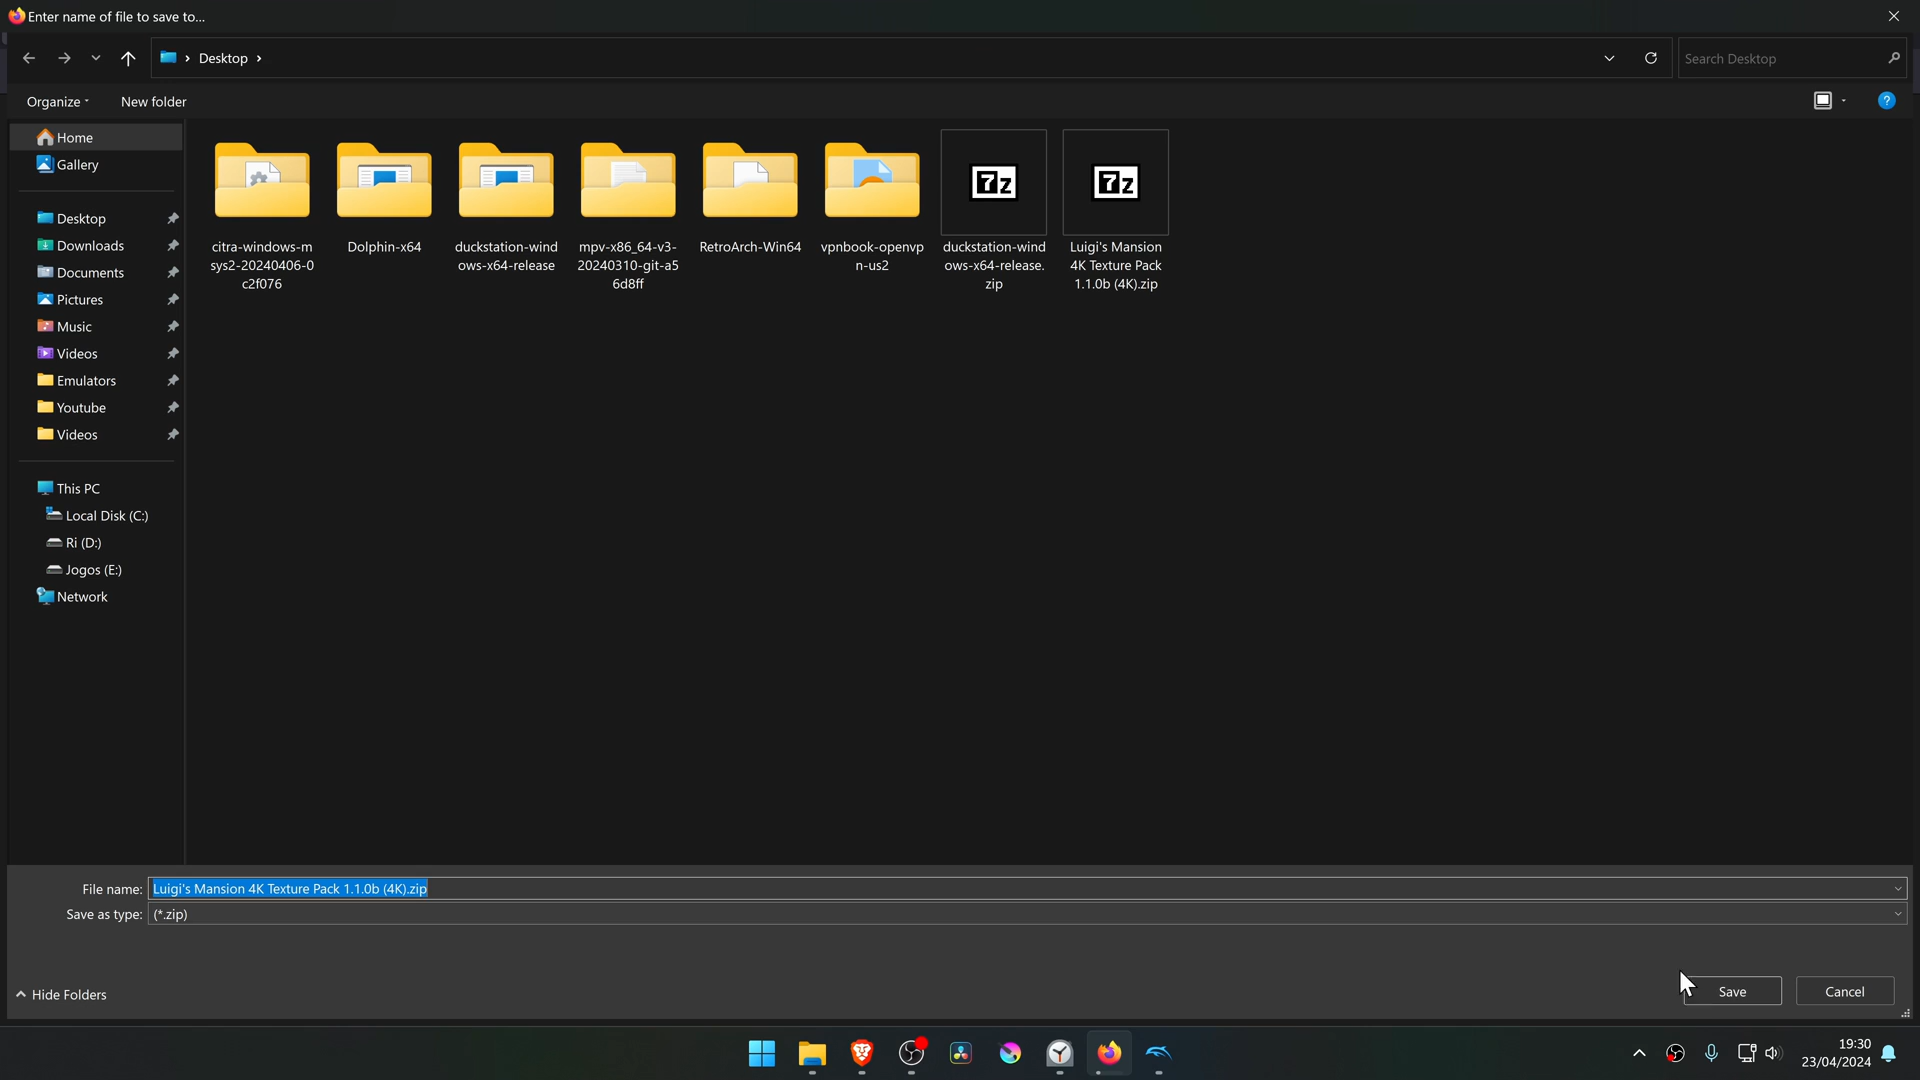 Enter name of file to save to...
Desktop
Search Desktop
Organize
New folder
?
Home
Gallery
Desktop
Downloads
Documents
Pictures
Music
Videos
Emulators
Youtube
Videos
This PC
Local Disk (C:)
Ri (D:)
Jogos (E:)
Network
citra-windows-m
sys2-20240406-0
c2f076
Dolphin-x64
duckstation-wind
ows-x64-release
mpv-x86_64-v3-
20240310-git-a5
6d8ff
RetroArch-Win64
vpnbook-openvp
n-us2
7z
duckstation-wind
ows-x64-release.
zip
7z
Luigi's Mansion
4K Texture Pack
1.1.0b (4K).zip
File name: Luigi's Mansion 4K Texture Pack 1.1.0b (4K).zip
Save as type: (*.zip)
Hide Folders
Save
Cancel
19:30
23/04/2024